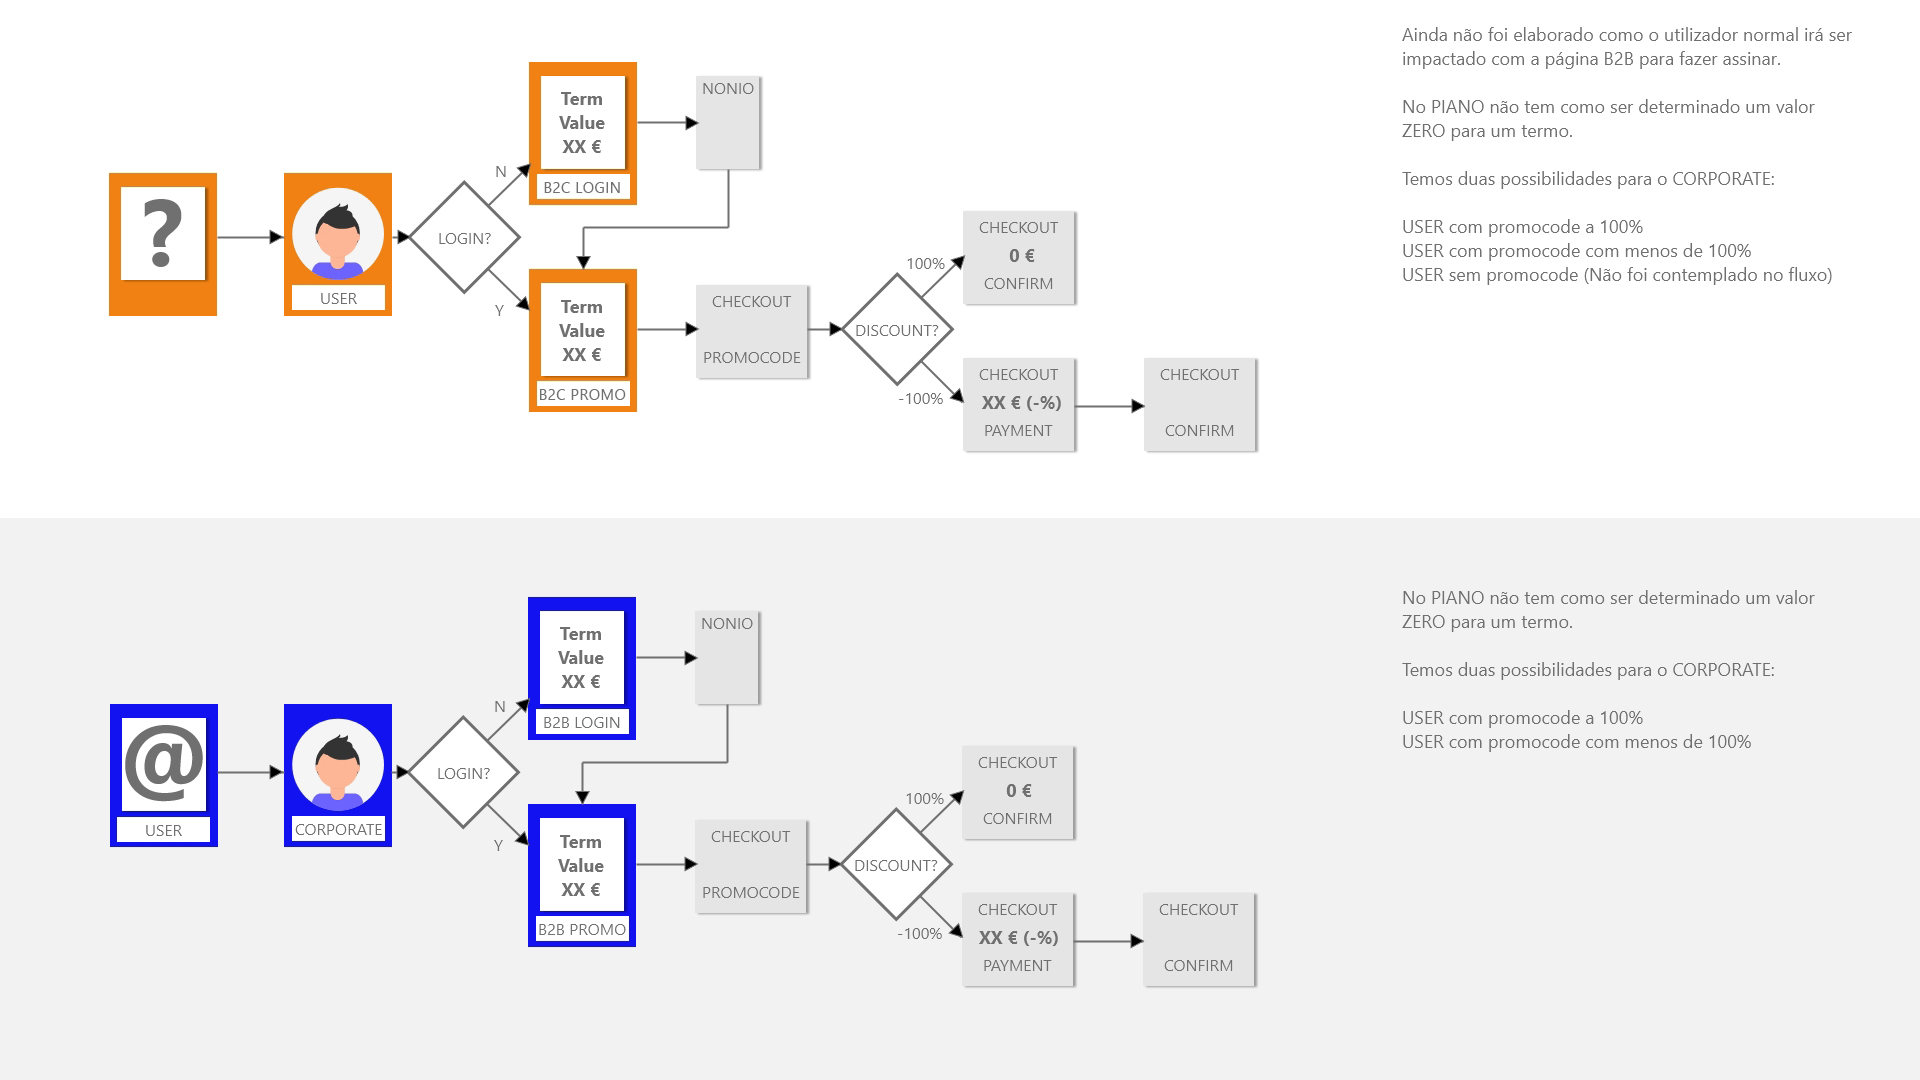 ?
USER
LOGIN?
N
Y
Term
Value
XX €
B2C LOGIN
NONIO
Term
Value
XX €
B2C PROMO
CHECKOUT
PROMOCODE
DISCOUNT?
100%
-100%
CHECKOUT
0 €
CONFIRM
CHECKOUT
XX € (-%)
PAYMENT
CHECKOUT
CONFIRM
Ainda não foi elaborado como o utilizador normal irá ser
impactado com a página B2B para fazer assinar.
No PIANO não tem como ser determinado um valor
ZERO para um termo.
Temos duas possibilidades para o CORPORATE:
USER com promocode a 100%
USER com promocode com menos de 100%
USER sem promocode (Não foi contemplado no fluxo)
@
USER
CORPORATE
LOGIN?
N
Y
Term
Value
XX €
B2B LOGIN
NONIO
Term
Value
XX €
B2B PROMO
CHECKOUT
PROMOCODE
DISCOUNT?
100%
-100%
CHECKOUT
0 €
CONFIRM
CHECKOUT
XX € (-%)
PAYMENT
CHECKOUT
CONFIRM
No PIANO não tem como ser determinado um valor
ZERO para um termo.
Temos duas possibilidades para o CORPORATE:
USER com promocode a 100%
USER com promocode com menos de 100%